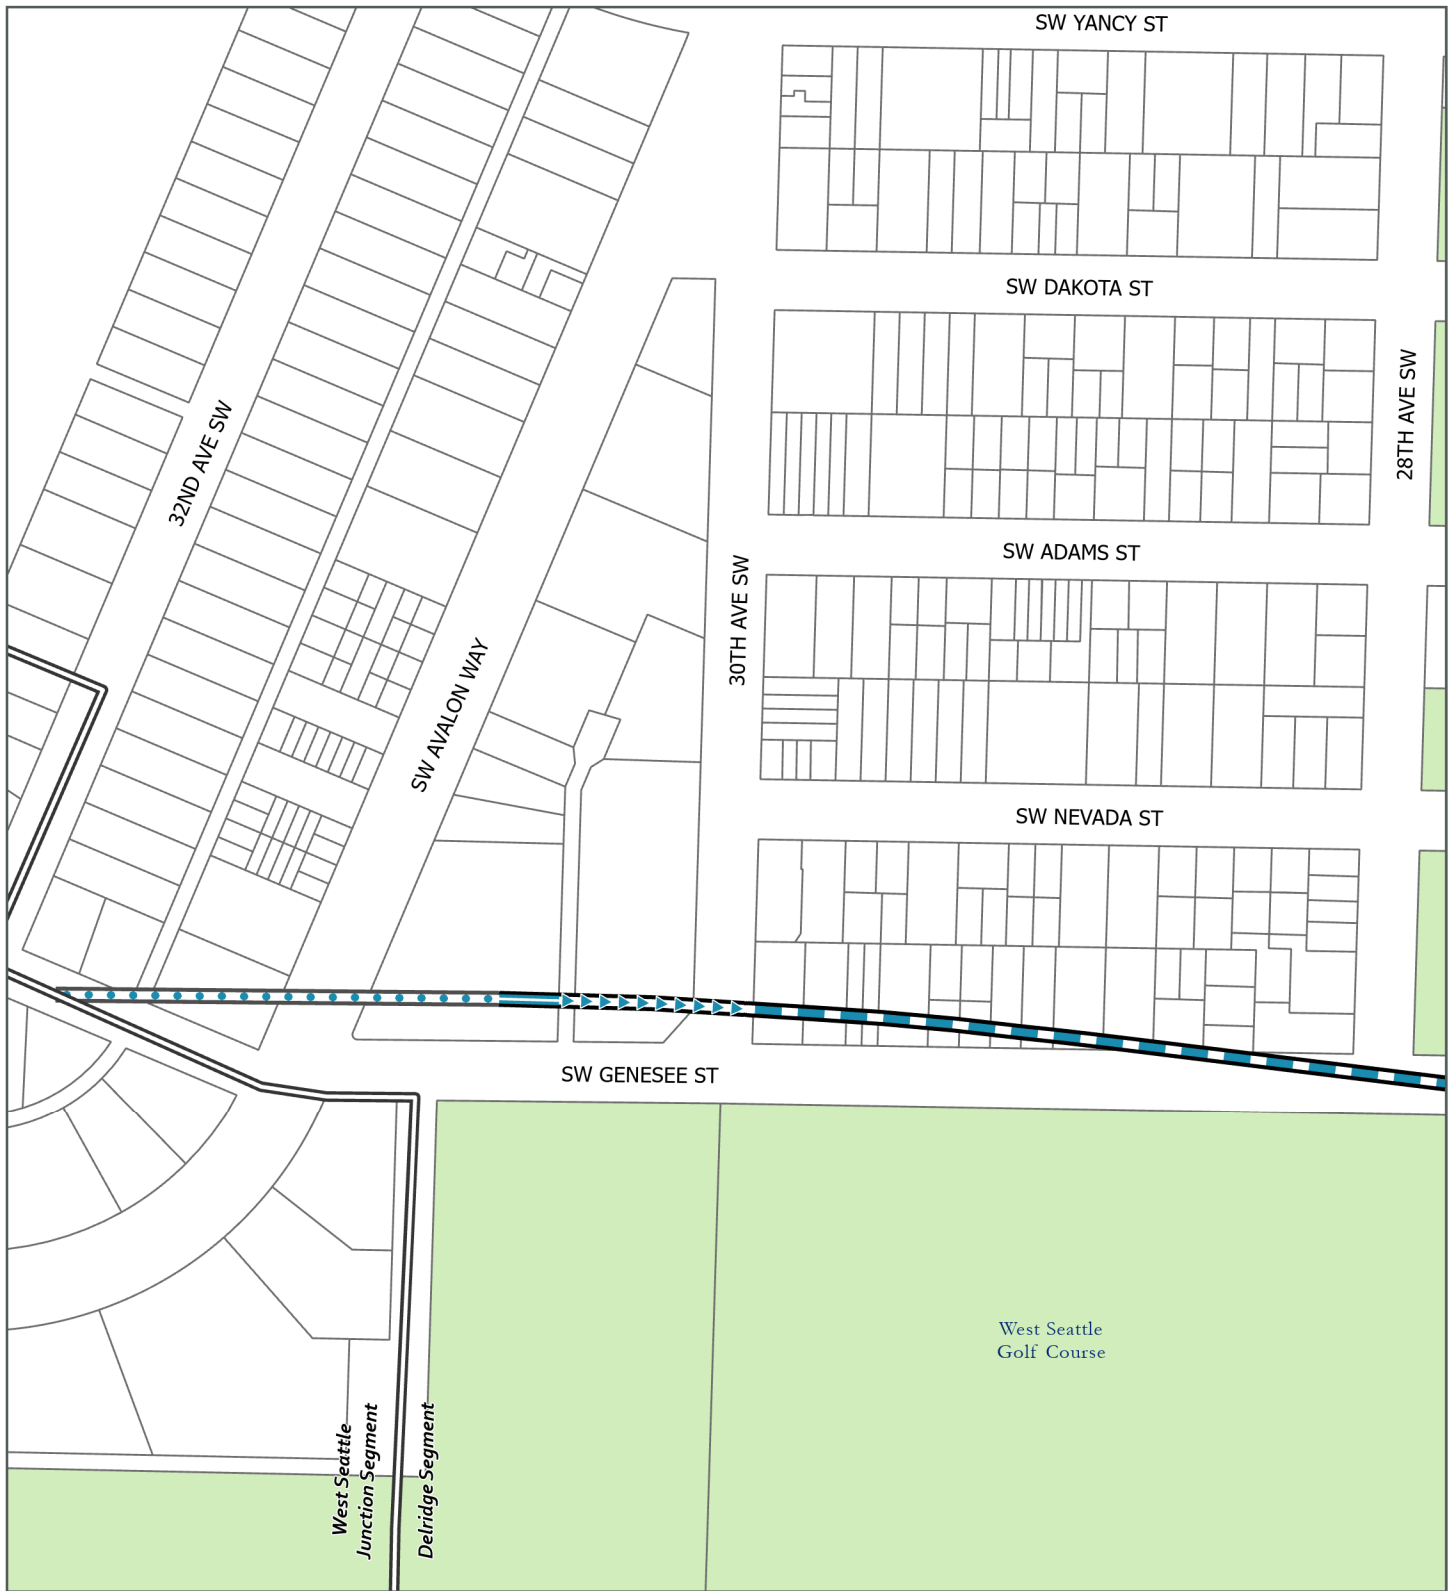 SW YANCY ST
SW DAKOTA ST
28TH AVE SW
32ND AVE SW
SW ADAMS ST
30TH AVE SW
SW AVALON WAY
SW NEVADA ST
SW GENESEE ST
West Seattle
Golf Course
West Seattle
Junction Segment
Delridge Segment